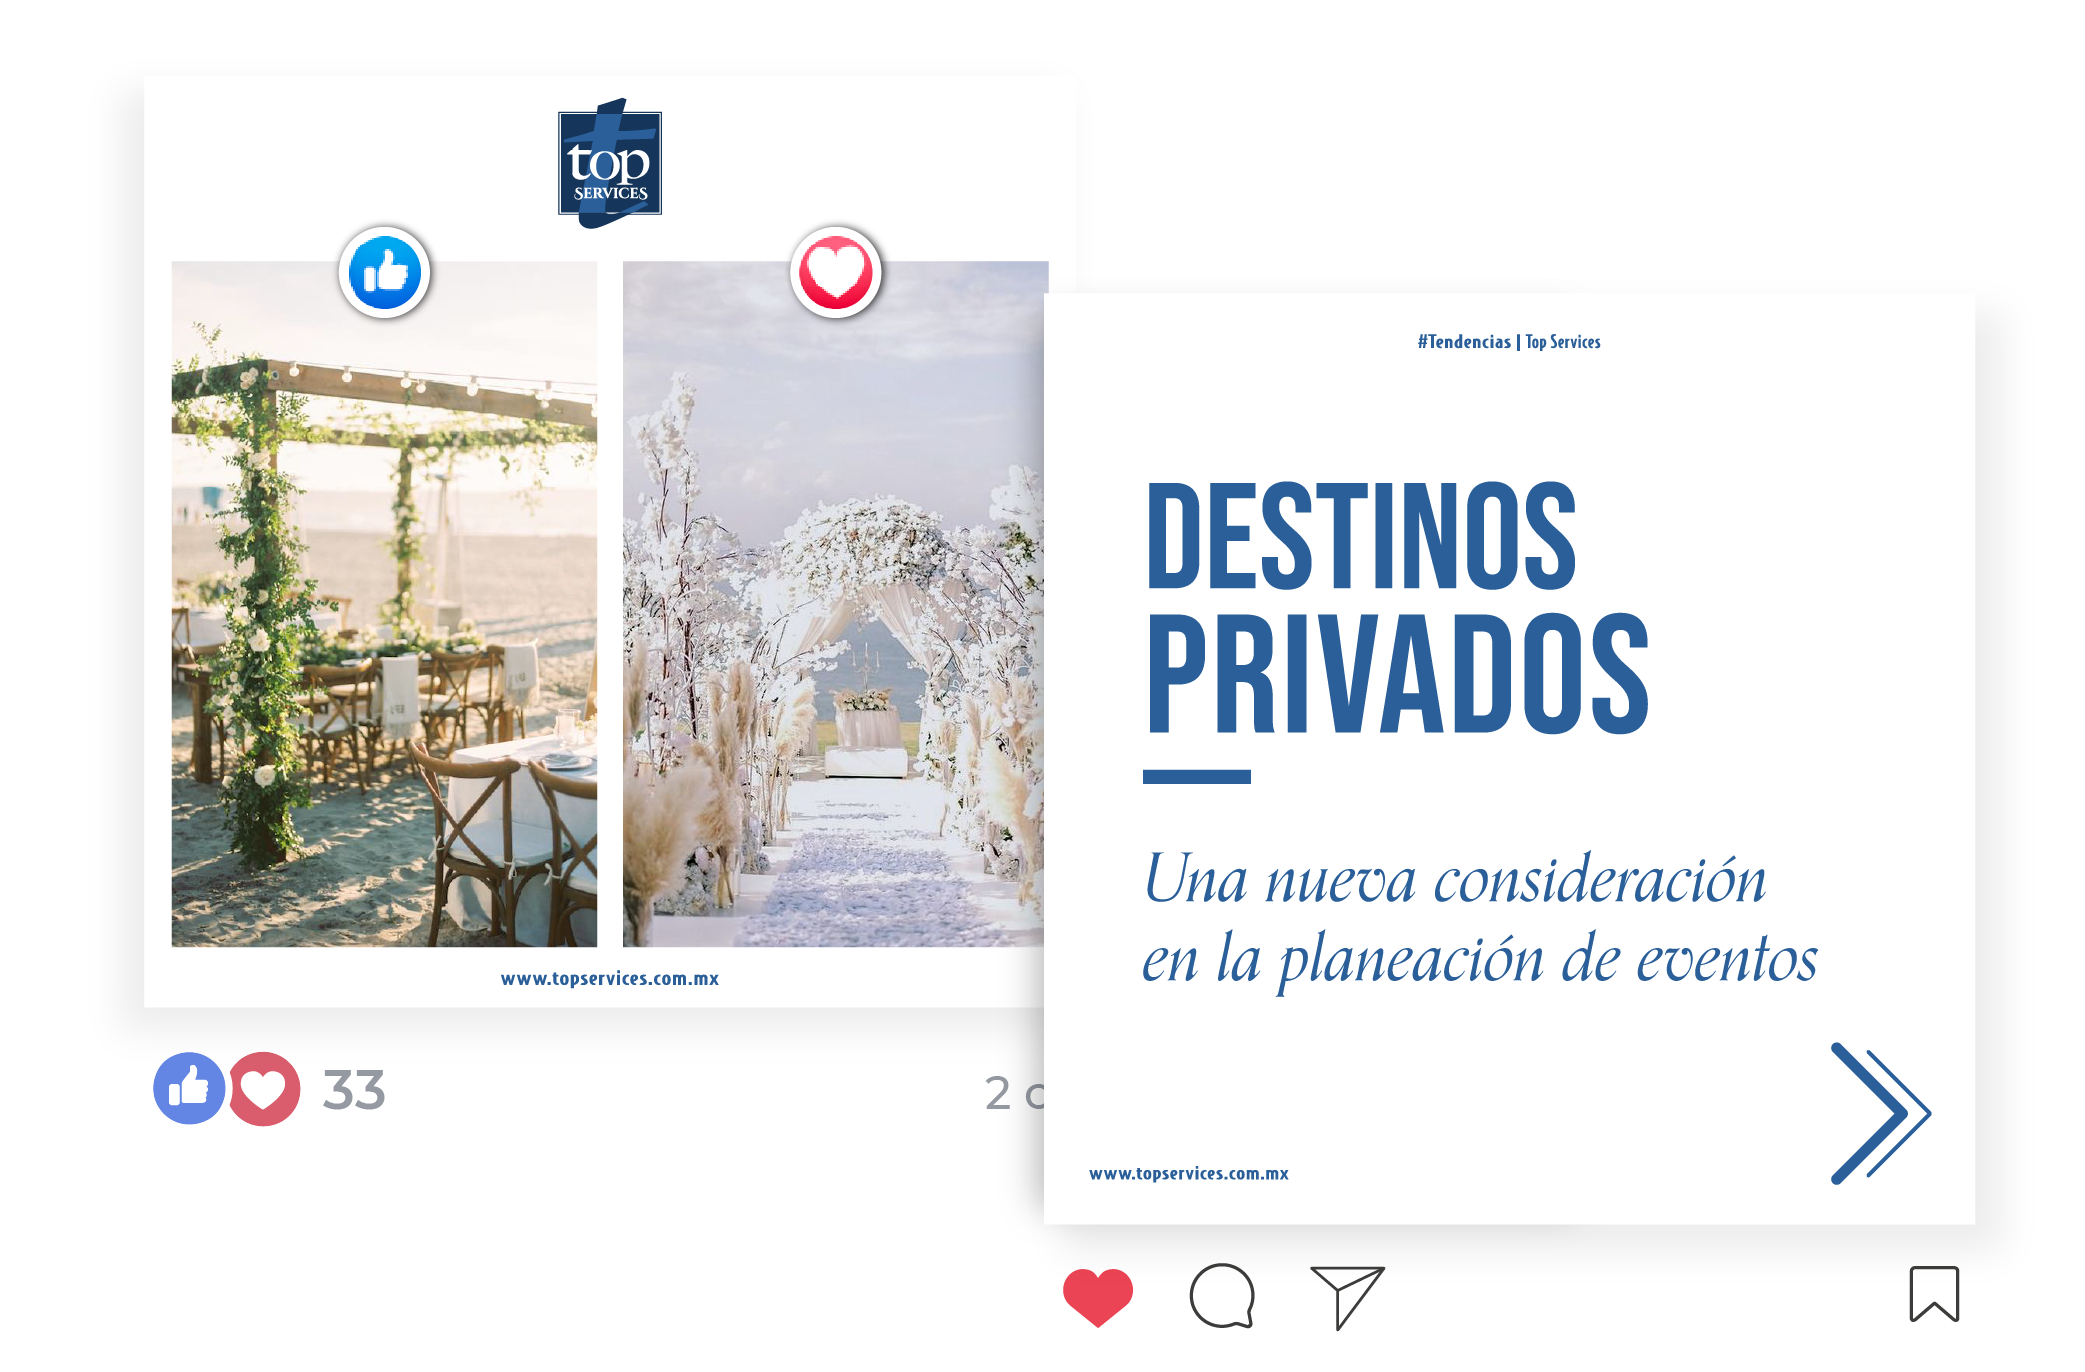 top
SERVICES
www.topservices.com.mx
33
2
#Tendencias | Top Services
DESTINOS
PRIVADOS
Una nueva consideración
en la planeación de eventos
www.topservices.com.mx